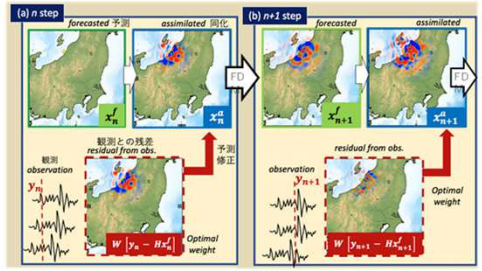 (a) n step
forecasted 予測
assimilated 同化
x_n^f
x_n^a
FD
観測との残差
residual from obs.
予測
修正
観測
observation
y_n
W [y_n − Hx_n^f]
Optimal
weight
(b) n+1 step
forecasted
assimilated
x_{n+1}^f
x_{n+1}^a
FD
residual from obs.
observation
y_{n+1}
Optimal
weight
W [y_{n+1} − Hx_{n+1}^f]